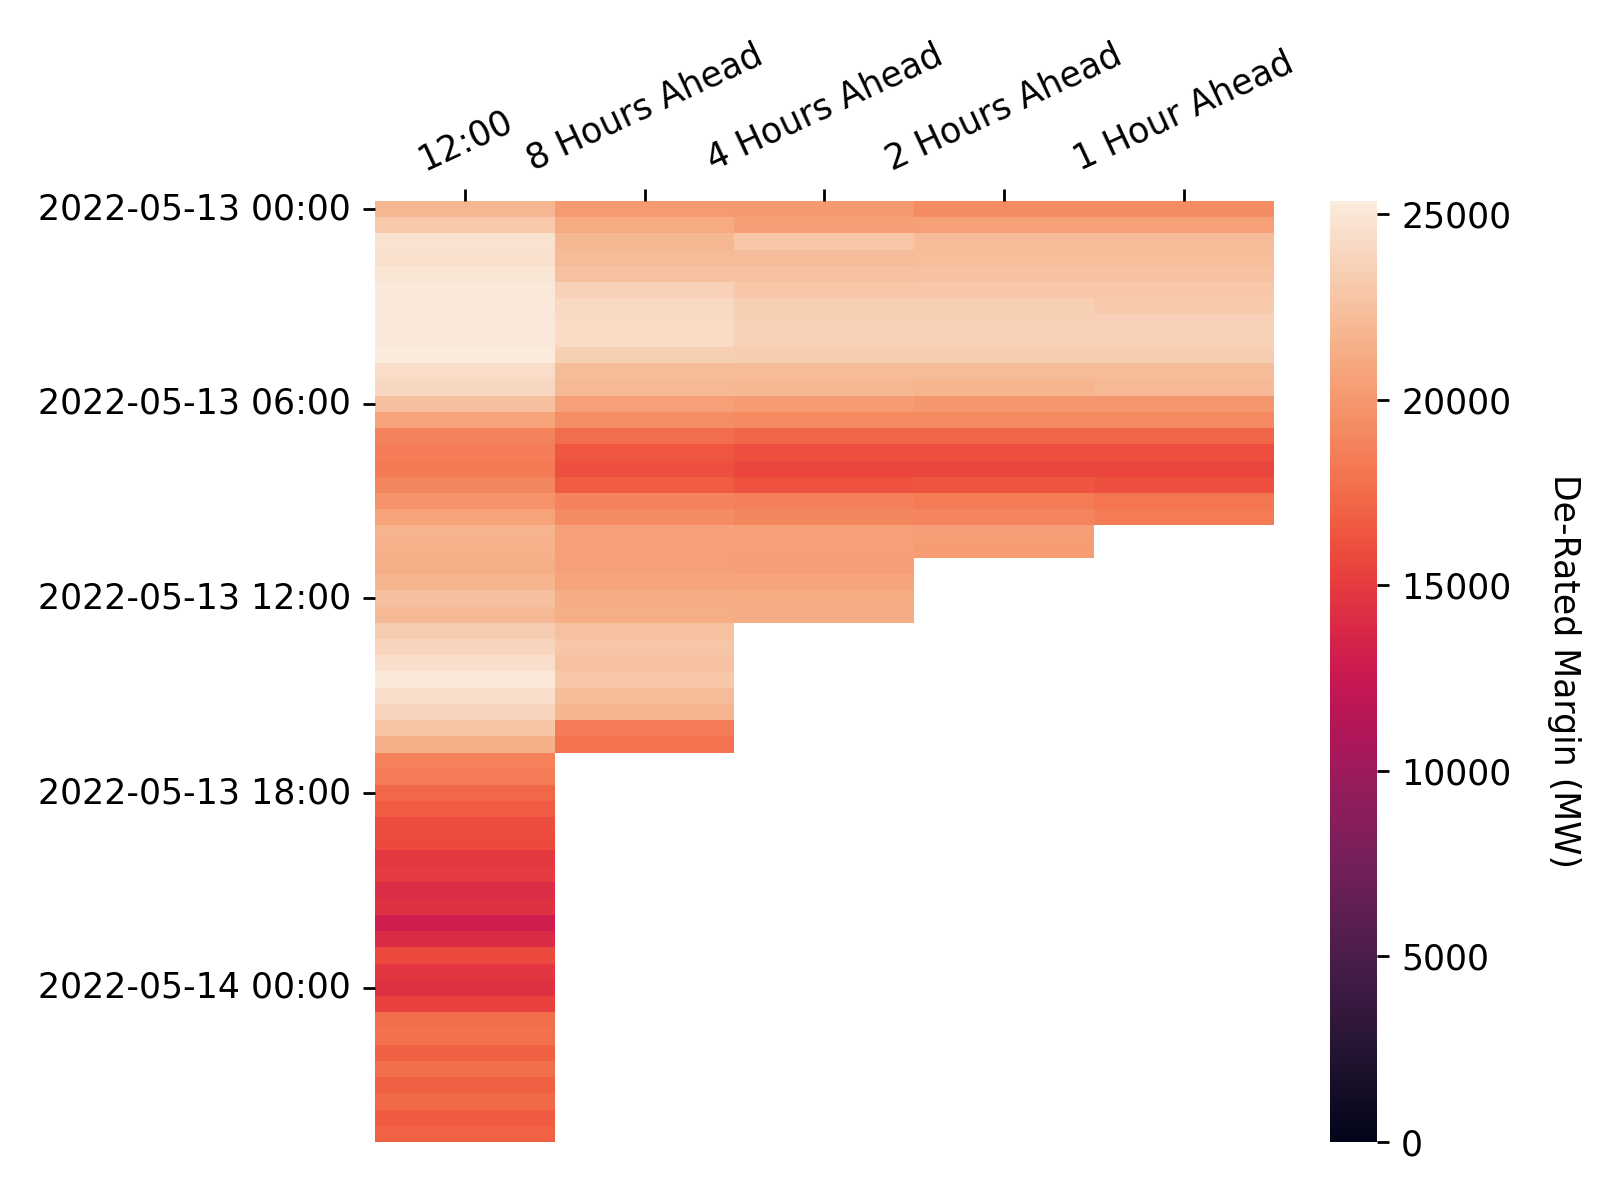 12:00
8 Hours Ahead
4 Hours Ahead
2 Hours Ahead
1 Hour Ahead
2022-05-13 00:00
2022-05-13 06:00
2022-05-13 12:00
2022-05-13 18:00
2022-05-14 00:00
25000
20000
15000
10000
5000
0
De-Rated Margin (MW)